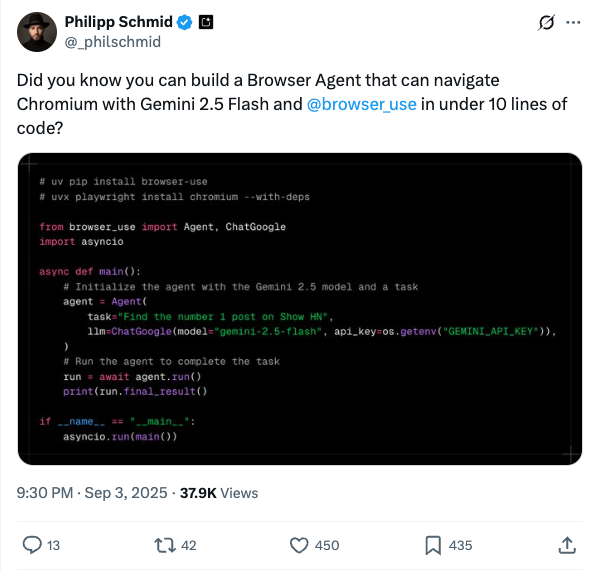 Philipp Schmid
@_philschmid
Did you know you can build a Browser Agent that can navigate
Chromium with Gemini 2.5 Flash and @browser_use in under 10 lines of
code?
# uv pip install browser-use
# uvx playwright install chromium --with-deps
from browser_use import Agent, ChatGoogle
import asyncio
async def main():
    # Initialize the agent with the Gemini 2.5 model and a task
    agent = Agent(
        task="Find the number 1 post on Show HN",
        llm=ChatGoogle(model="gemini-2.5-flash", api_key=os.getenv("GEMINI_API_KEY")),
    )
    # Run the agent to complete the task
    run = await agent.run()
    print(run.final_result()
if __name__ == "__main__":
    asyncio.run(main())
9:30 PM · Sep 3, 2025 · 37.9K Views
13 42 450 435